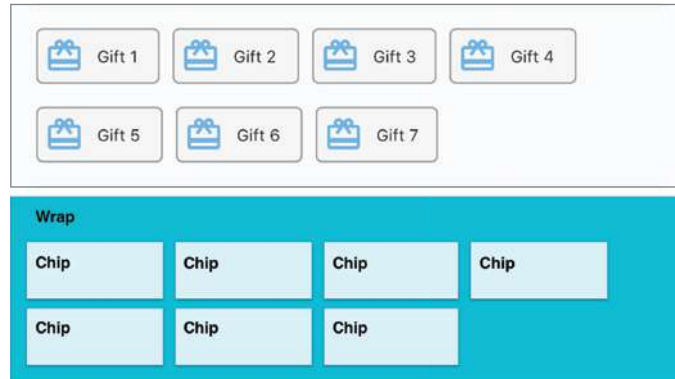 Gift 1 Gift 2 Gift 3 Gift 4
Gift 5 Gift 6 Gift 7
Wrap
Chip Chip Chip Chip
Chip Chip Chip